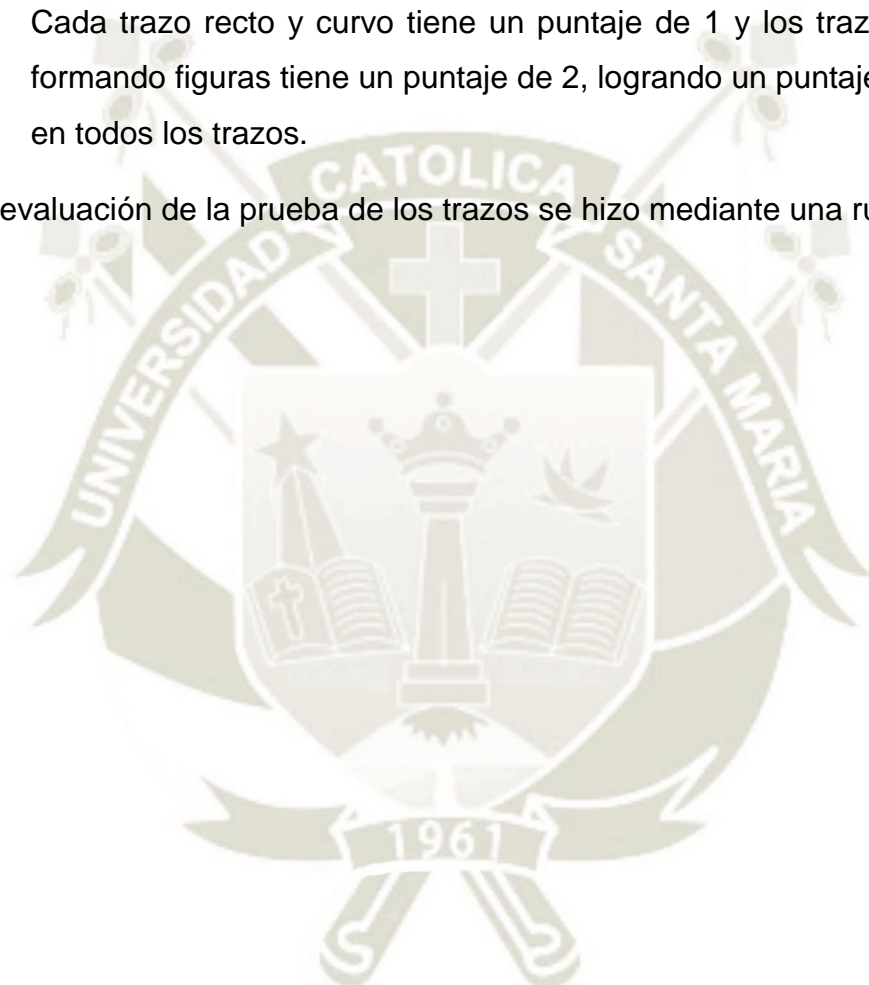 Cada trazo recto y curvo tiene un puntaje de 1 y los traz
formando figuras tiene un puntaje de 2, logrando un puntaje
en todos los trazos.
evaluación de la prueba de los trazos se hizo mediante una ru
CATOLICA
UNIVERSIDAD
SANTA MARIA
1961